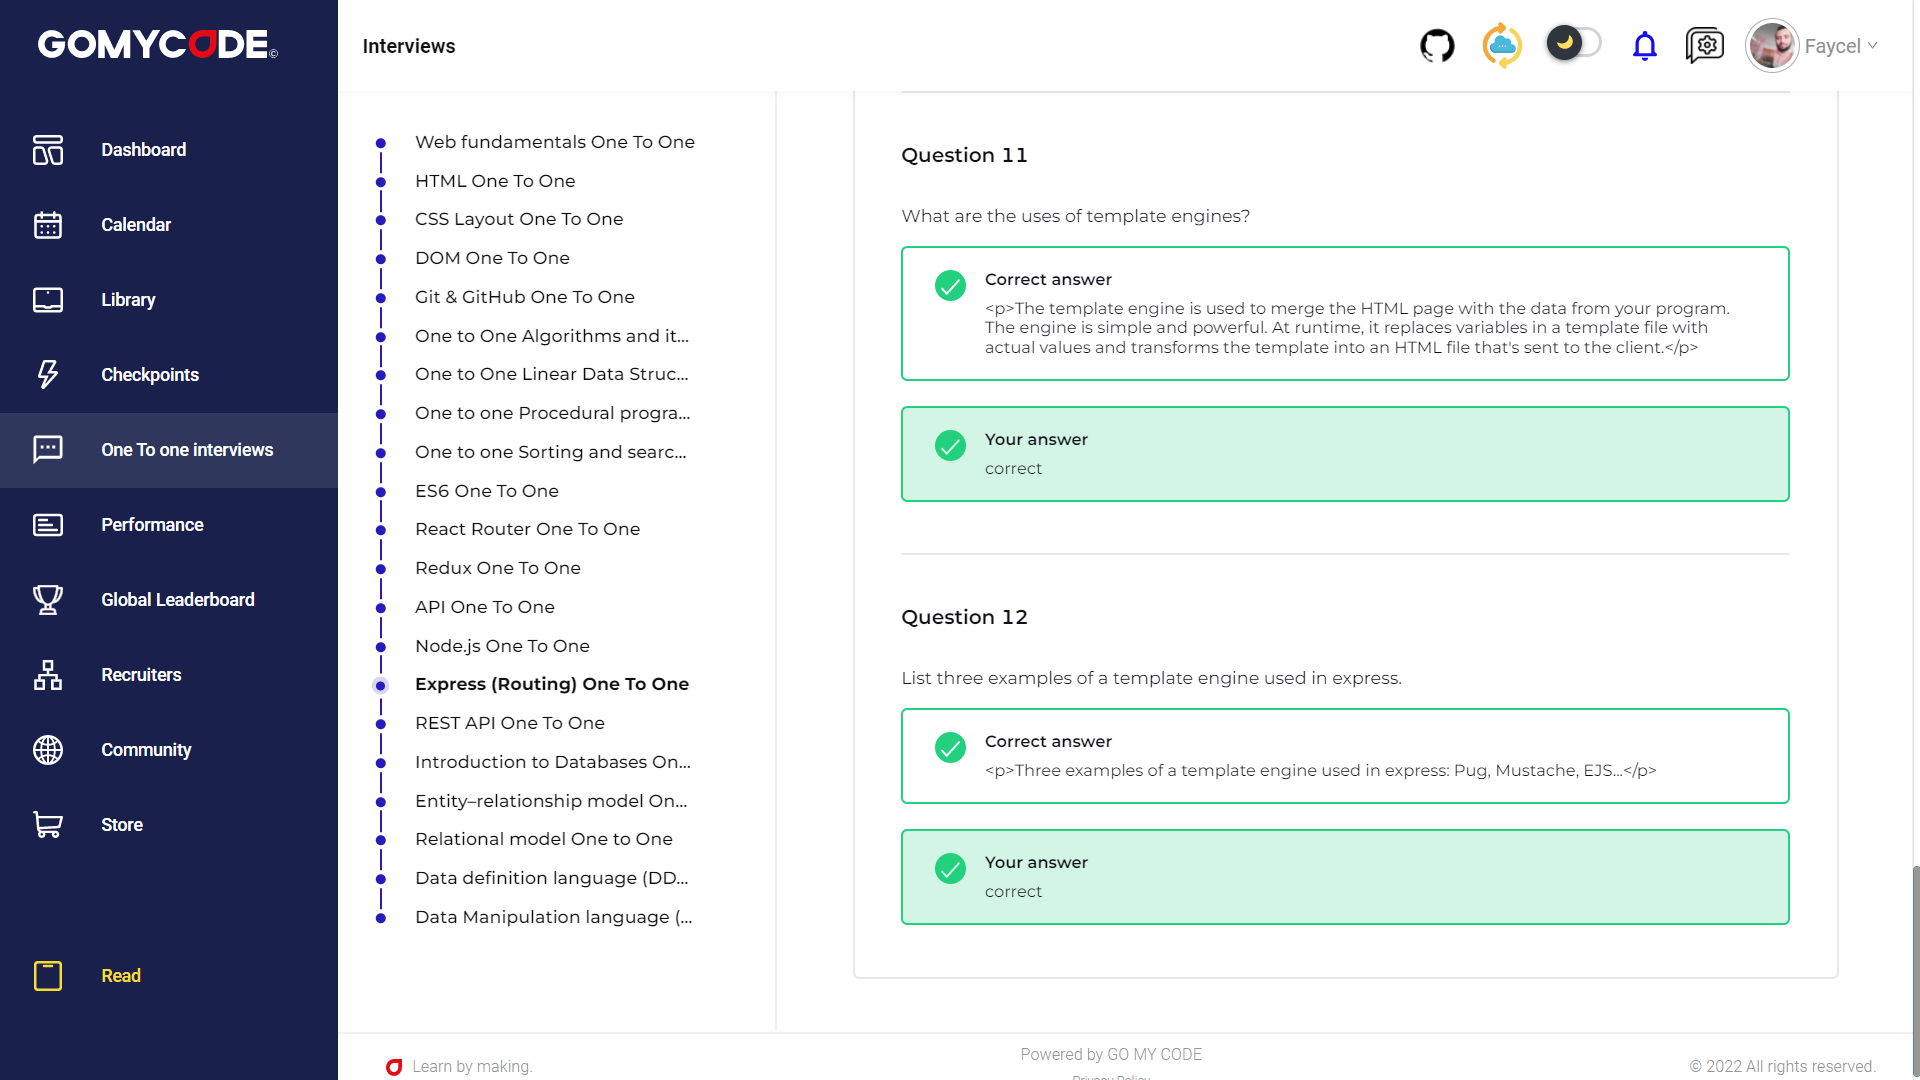 GOMYCODE©
Interviews
Faycel
Dashboard
Calendar
Library
Checkpoints
One To one interviews
Performance
Global Leaderboard
Recruiters
Community
Store
Read
Web fundamentals One To One
HTML One To One
CSS Layout One To One
DOM One To One
Git & GitHub One To One
One to One Algorithms and it...
One to One Linear Data Struc...
One to one Procedural progra...
One to one Sorting and searc...
ES6 One To One
React Router One To One
Redux One To One
API One To One
Node.js One To One
Express (Routing) One To One
REST API One To One
Introduction to Databases On...
Entity–relationship model On...
Relational model One to One
Data definition language (DD...
Data Manipulation language (...
Question 11
What are the uses of template engines?
Correct answer
<p>The template engine is used to merge the HTML page with the data from your program.
The engine is simple and powerful. At runtime, it replaces variables in a template file with
actual values and transforms the template into an HTML file that's sent to the client.</p>
Your answer
correct
Question 12
List three examples of a template engine used in express.
Correct answer
<p>Three examples of a template engine used in express: Pug, Mustache, EJS...</p>
Your answer
correct
Learn by making.
Powered by GO MY CODE
Privacy Policy
© 2022 All rights reserved.